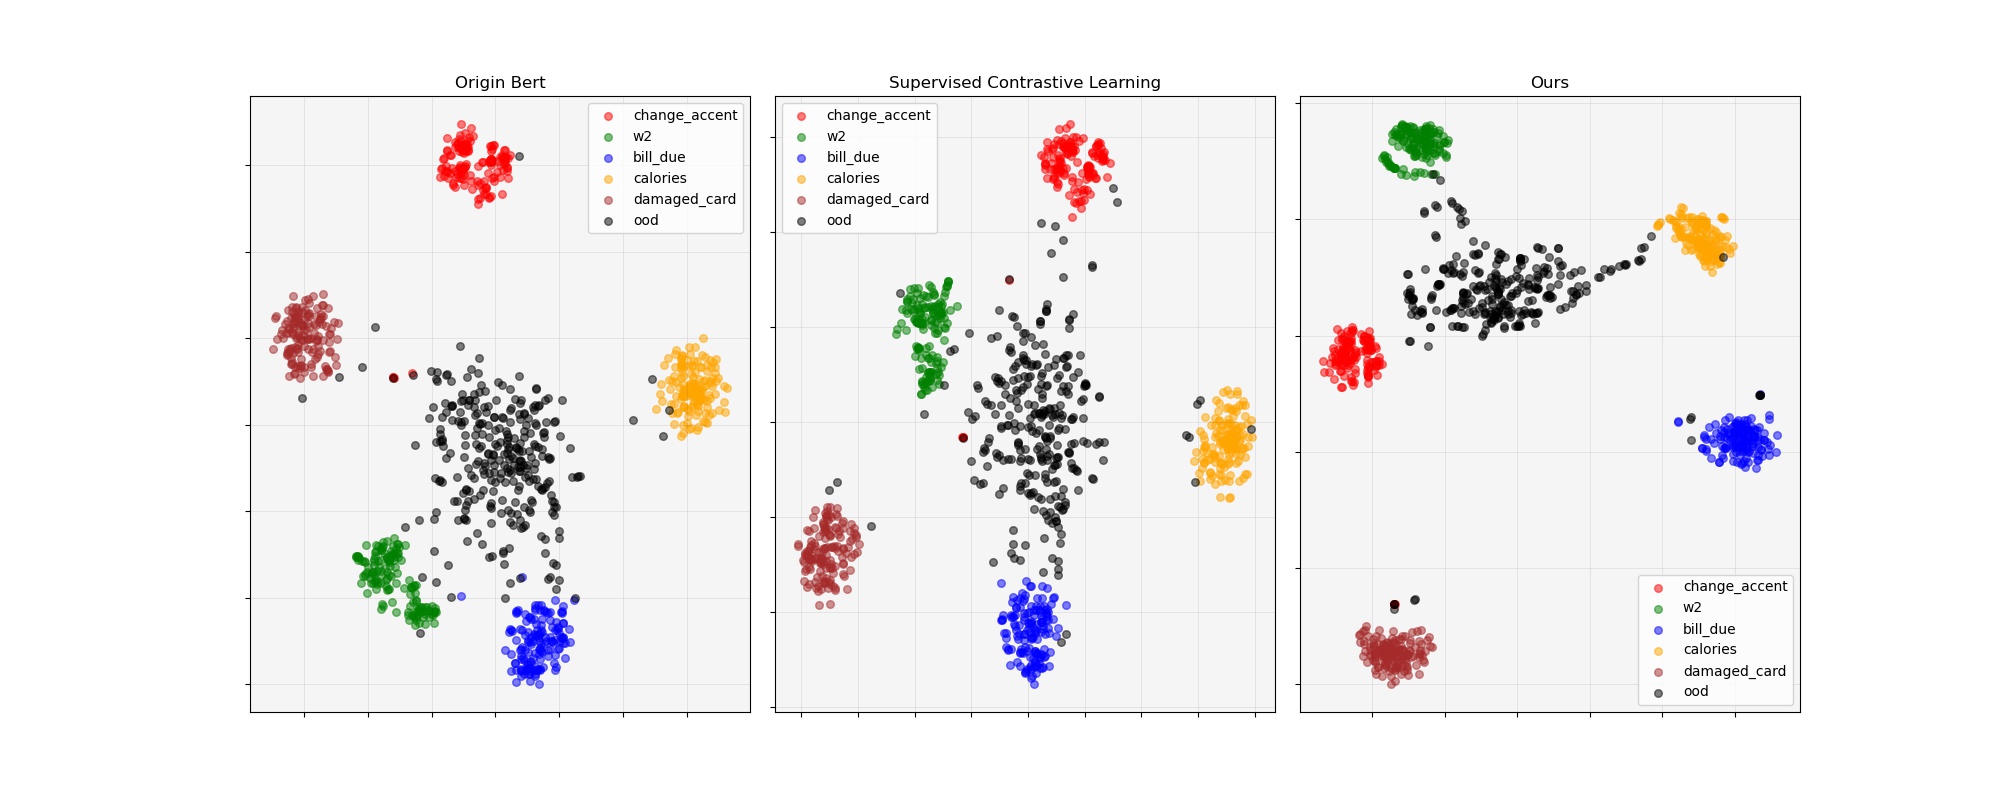 Origin Bert
change_accent
w2
bill_due
calories
damaged_card
ood
Supervised Contrastive Learning
change_accent
w2
bill_due
calories
damaged_card
ood
Ours
change_accent
w2
bill_due
calories
damaged_card
ood